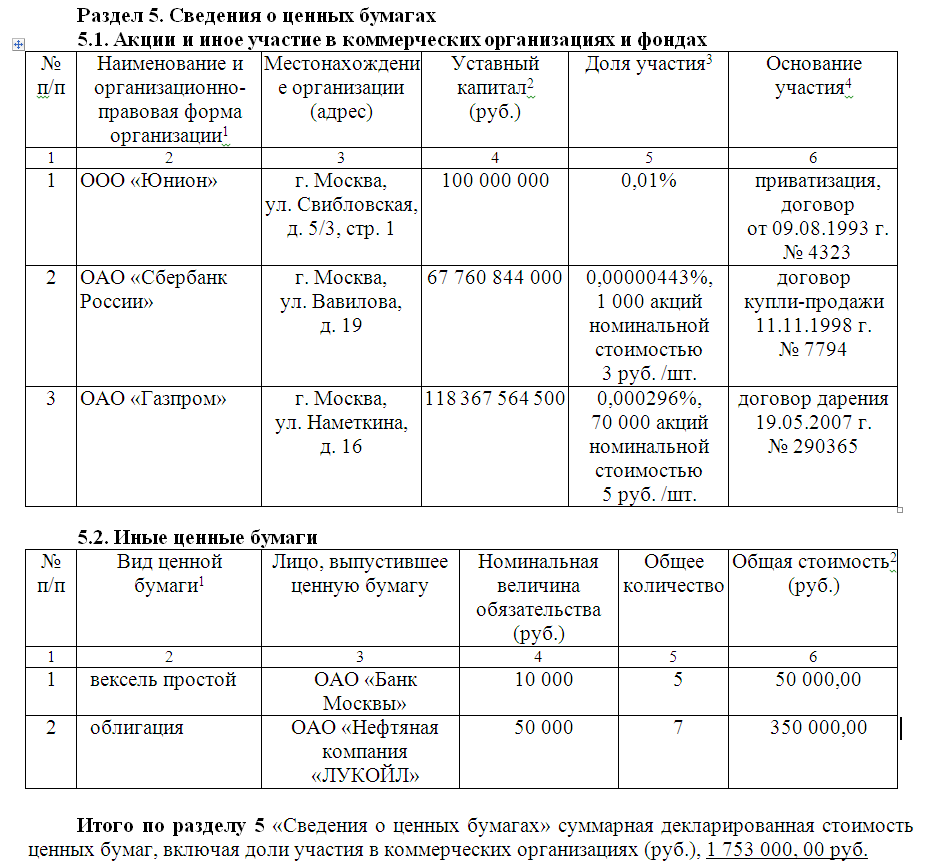 Раздел 5. Сведения о ценных бумагах
5.1. Акции и иное участие в коммерческих организациях и фондах
№ п/п
Наименование и организационно-правовая форма организации1
Местонахождение организации (адрес)
Уставный капитал2 (руб.)
Доля участия3
Основание участия4
1 2 3 4 5 6
1
ООО «Юнион»
г. Москва,
ул. Свибловская,
д. 5/3, стр. 1
100 000 000
0,01%
приватизация,
договор
от 09.08.1993 г.
№ 4323
2
ОАО «Сбербанк
России»
г. Москва,
ул. Вавилова,
д. 19
67 760 844 000
0,00000443%,
1 000 акций
номинальной
стоимостью
3 руб. /шт.
договор
купли-продажи
11.11.1998 г.
№ 7794
3
ОАО «Газпром»
г. Москва,
ул. Наметкина,
д. 16
118 367 564 500
0,000296%,
70 000 акций
номинальной
стоимостью
5 руб. /шт.
договор дарения
19.05.2007 г.
№ 290365
5.2. Иные ценные бумаги
№
п/п
Вид ценной
бумаги1
Лицо, выпустившее
ценную бумагу
Номинальная
величина
обязательства
(руб.)
Общее
количество
Общая стоимость2
(руб.)
1 2 3 4 5 6
1
вексель простой
ОАО «Банк
Москвы»
10 000
5
50 000,00
2
облигация
ОАО «Нефтяная
компания
«ЛУКОЙЛ»
50 000
7
350 000,00
Итого по разделу 5 «Сведения о ценных бумагах» суммарная декларированная стоимость
ценных бумаг, включая доли участия в коммерческих организациях (руб.), 1 753 000, 00 руб.